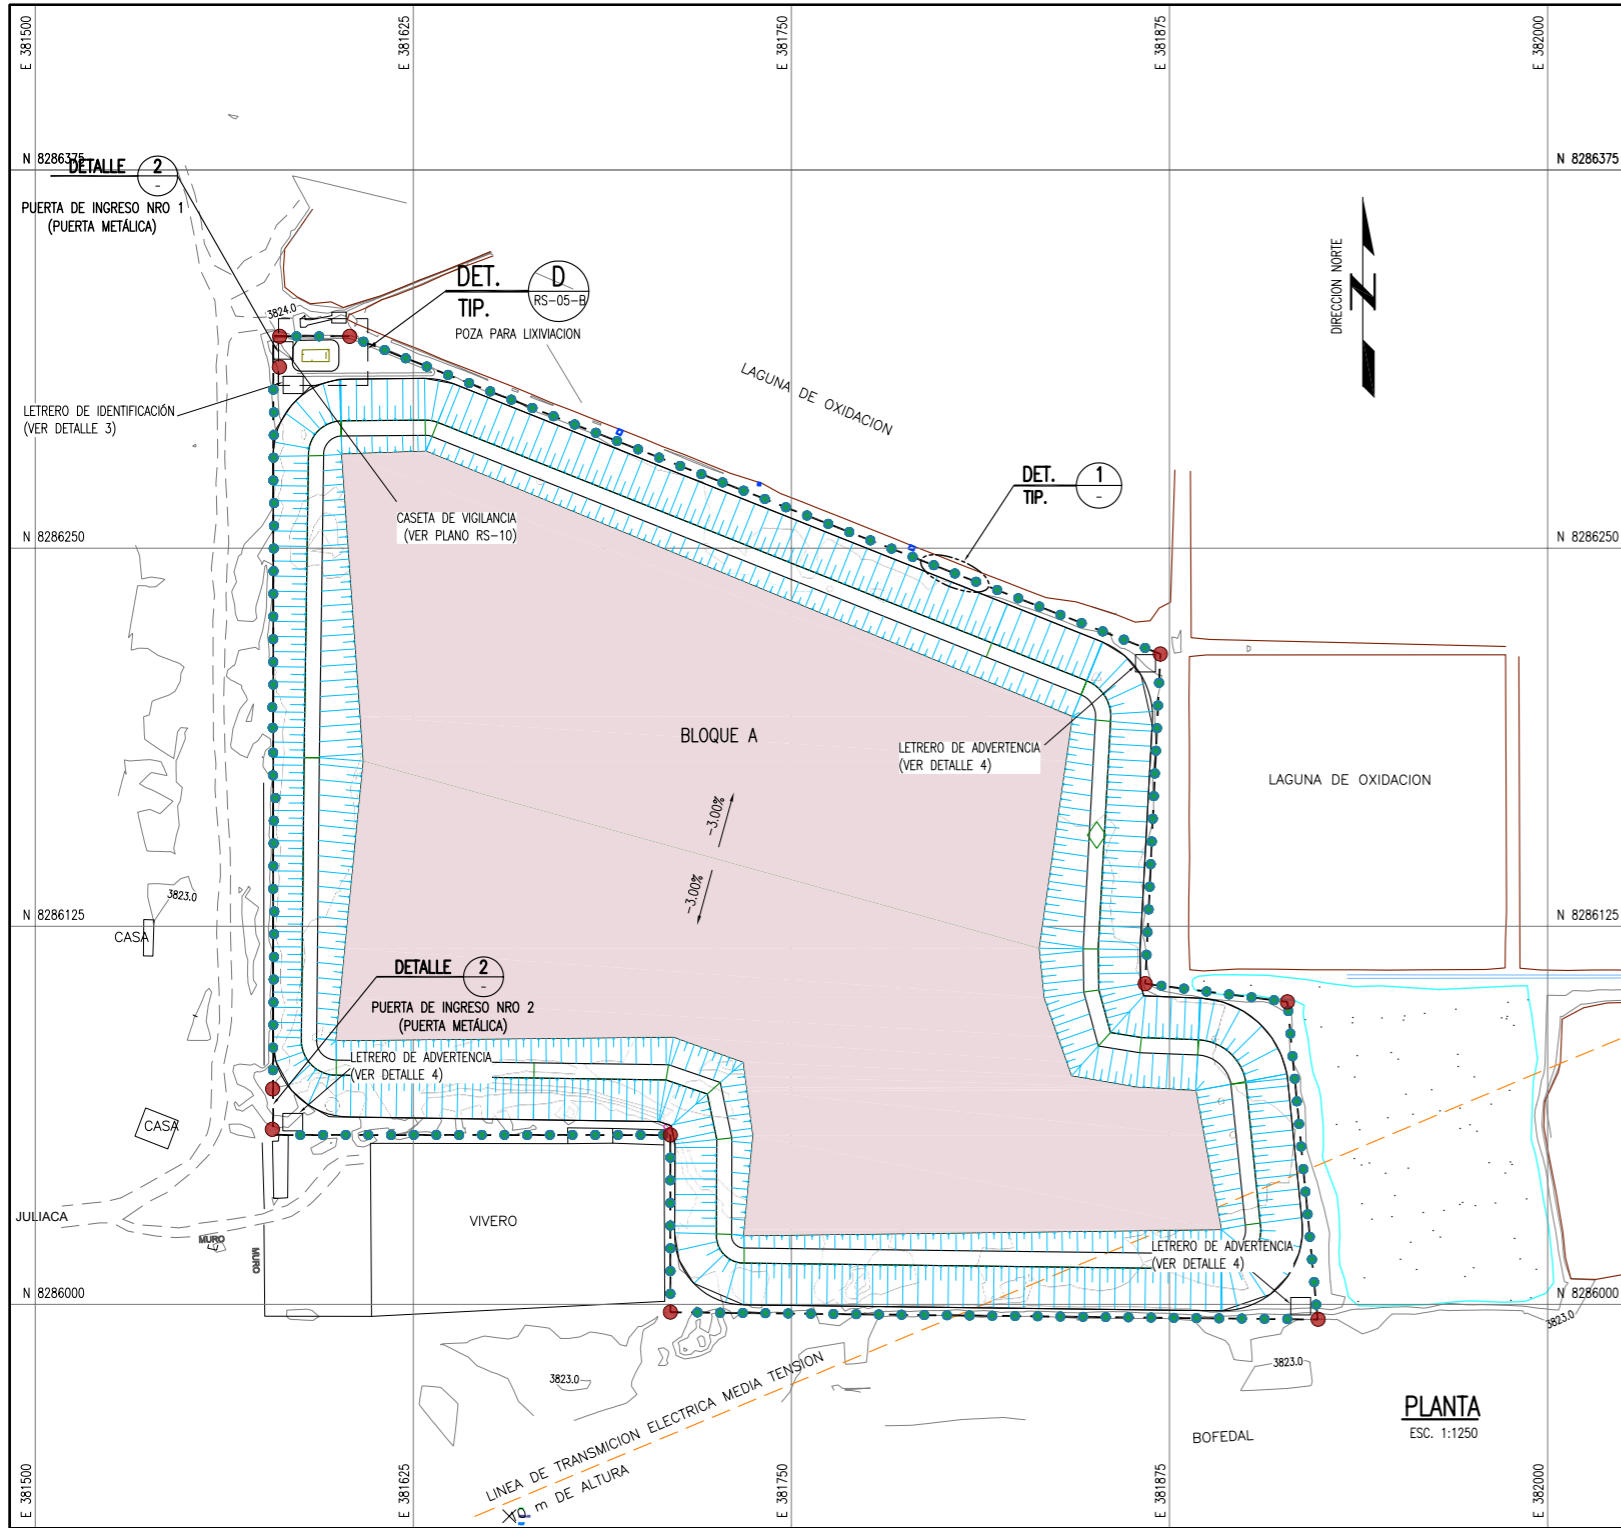 E 381500
E 381625
E 381750
E 381875
E 382000
N 8286375
N 8286375
DETALLE 2
-
PUERTA DE INGRESO NRO 1
(PUERTA METÁLICA)
DIRECCION NORTE
N
DET. D
TIP. RS-05-B
POZA PARA LIXIVIACION
3824.0
LAGUNA DE OXIDACION
LETRERO DE IDENTIFICACIÓN
(VER DETALLE 3)
DET. 1
TIP. -
CASETA DE VIGILANCIA
(VER PLANO RS-10)
N 8286250
N 8286250
BLOQUE A
LETRERO DE ADVERTENCIA
(VER DETALLE 4)
LAGUNA DE OXIDACION
-3.00%
-3.00%
3823.0
N 8286125
N 8286125
CASA
DETALLE 2
-
PUERTA DE INGRESO NRO 2
(PUERTA METÁLICA)
LETRERO DE ADVERTENCIA
(VER DETALLE 4)
CASA
JULIACA
MURO
MURO
VIVERO
LETRERO DE ADVERTENCIA
(VER DETALLE 4)
N 8286000
N 8286000
3823.0
3823.0
3823.0
LINEA DE TRANSMICION ELECTRICA MEDIA TENSION
m DE ALTURA
BOFEDAL
PLANTA
ESC. 1:1250
E 381500
E 381625
E 381750
E 381875
E 382000